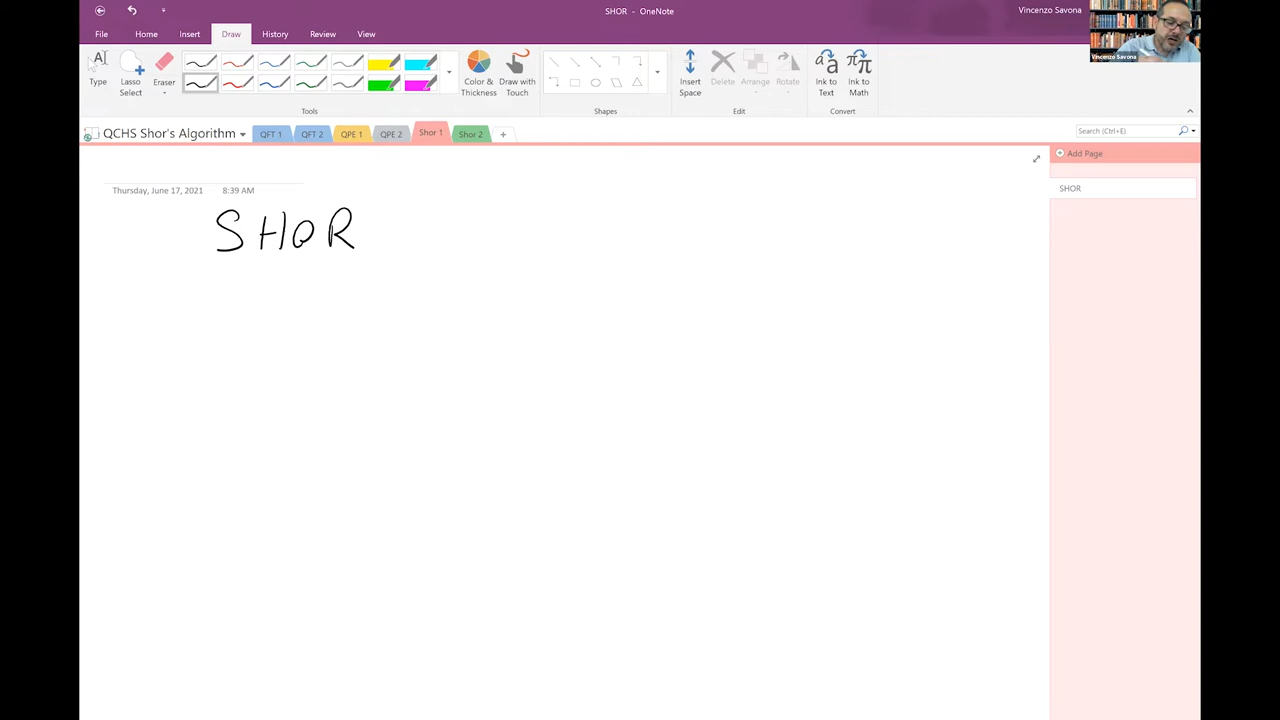 SHOR - OneNote
Vincenzo Savona
File Home Insert Draw History Review View
Type
Lasso Select
Eraser
Color & Thickness
Draw with Touch
Insert Space
Delete
Arrange
Rotate
Ink to Text
Ink to Math
Tools
Shapes
Edit
Convert
Vincenzo Savona
QCHS Shor's Algorithm QFT 1 QFT 2 QPE 1 QPE 2 Shor 1 Shor 2 +
Search (Ctrl+E)
Add Page
SHOR
Thursday, June 17, 2021 8:39 AM
SHOR